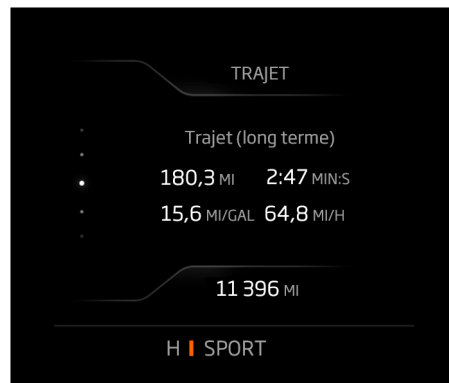 TRAJET
Trajet (long terme)
180,3 MI 2:47 MIN:S
15,6 MI/GAL 64,8 MI/H
11 396 MI
H SPORT